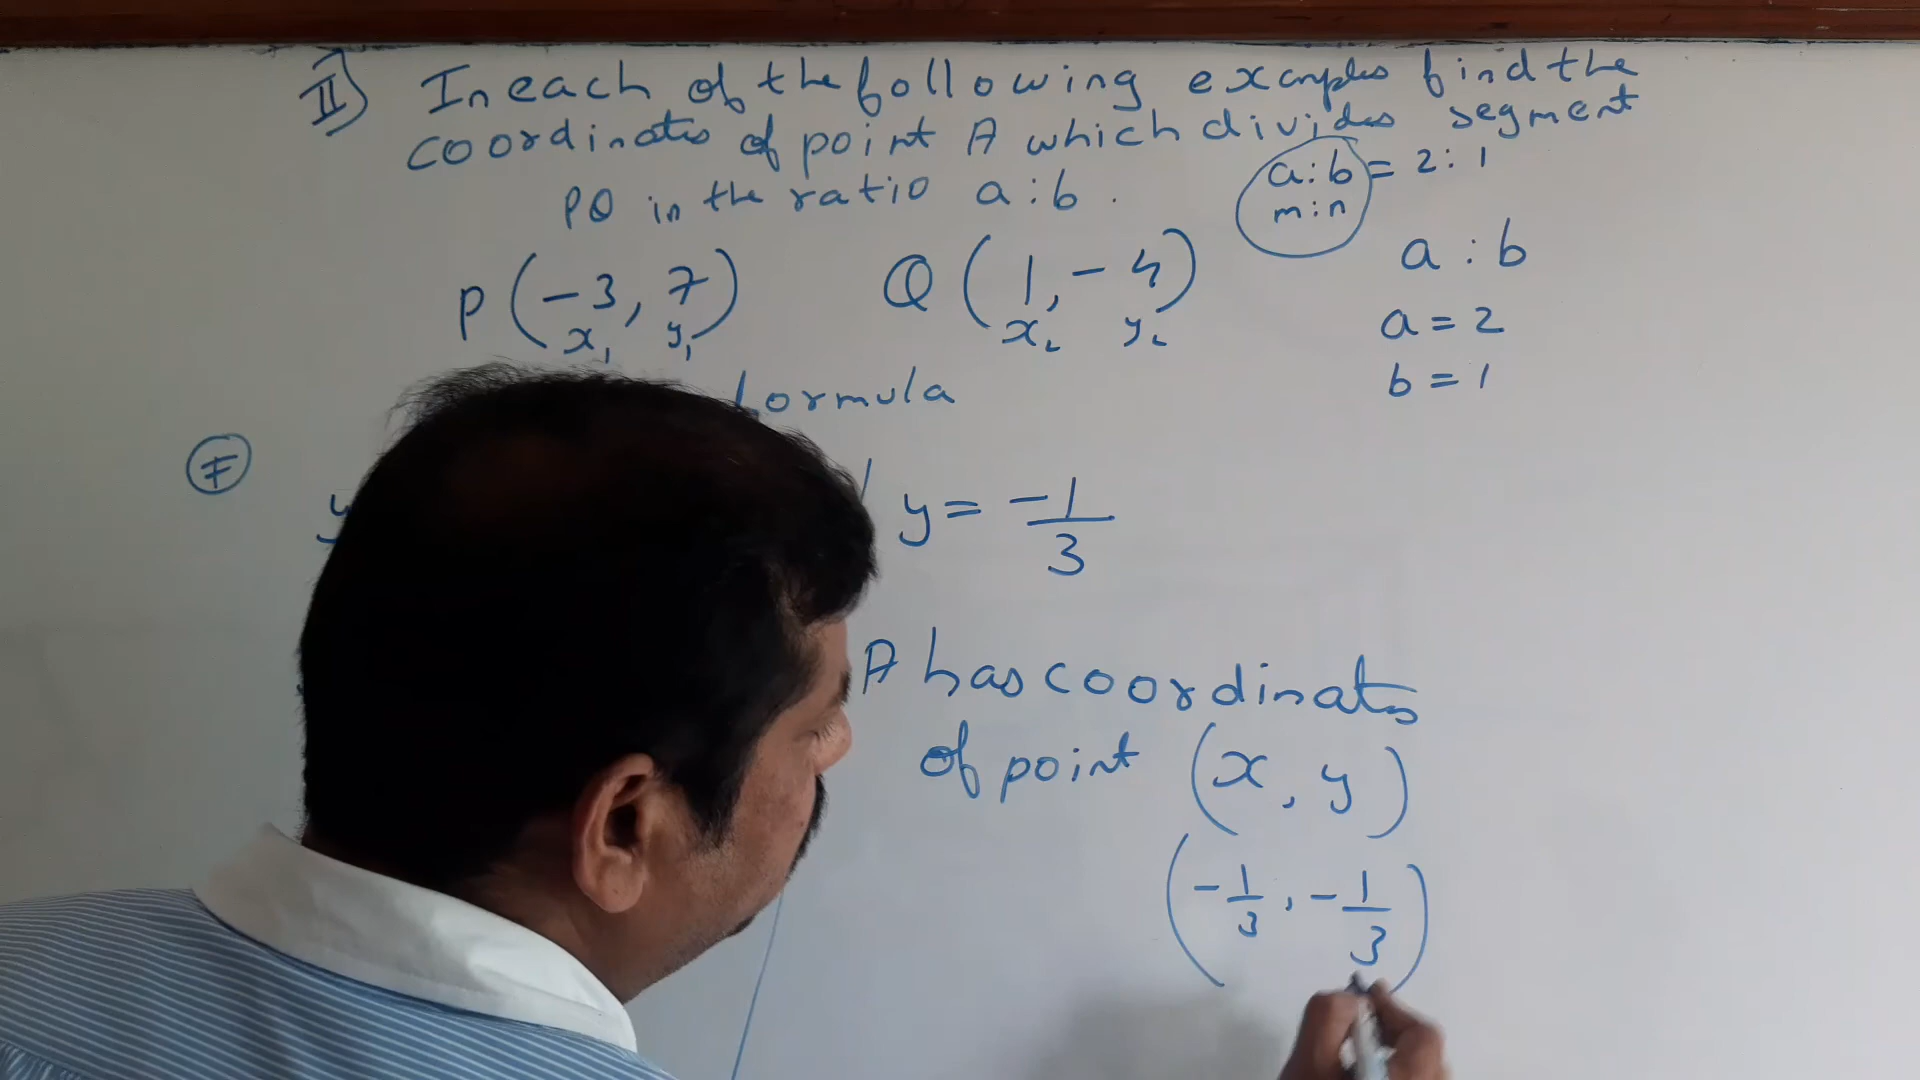 II) In each of the following examples find the
coordinates of point A which divides segment
PQ in the ratio a : b .
a : b = 2 : 1
m : n
P ( -3, 7 ) Q ( 1, - 4 )
x₁ y₁ x₂ y₂
a : b
a = 2
b = 1
formula
F
y
y = -1/3
A has coordinates
of point (x, y)
(-1/3, -1/3)